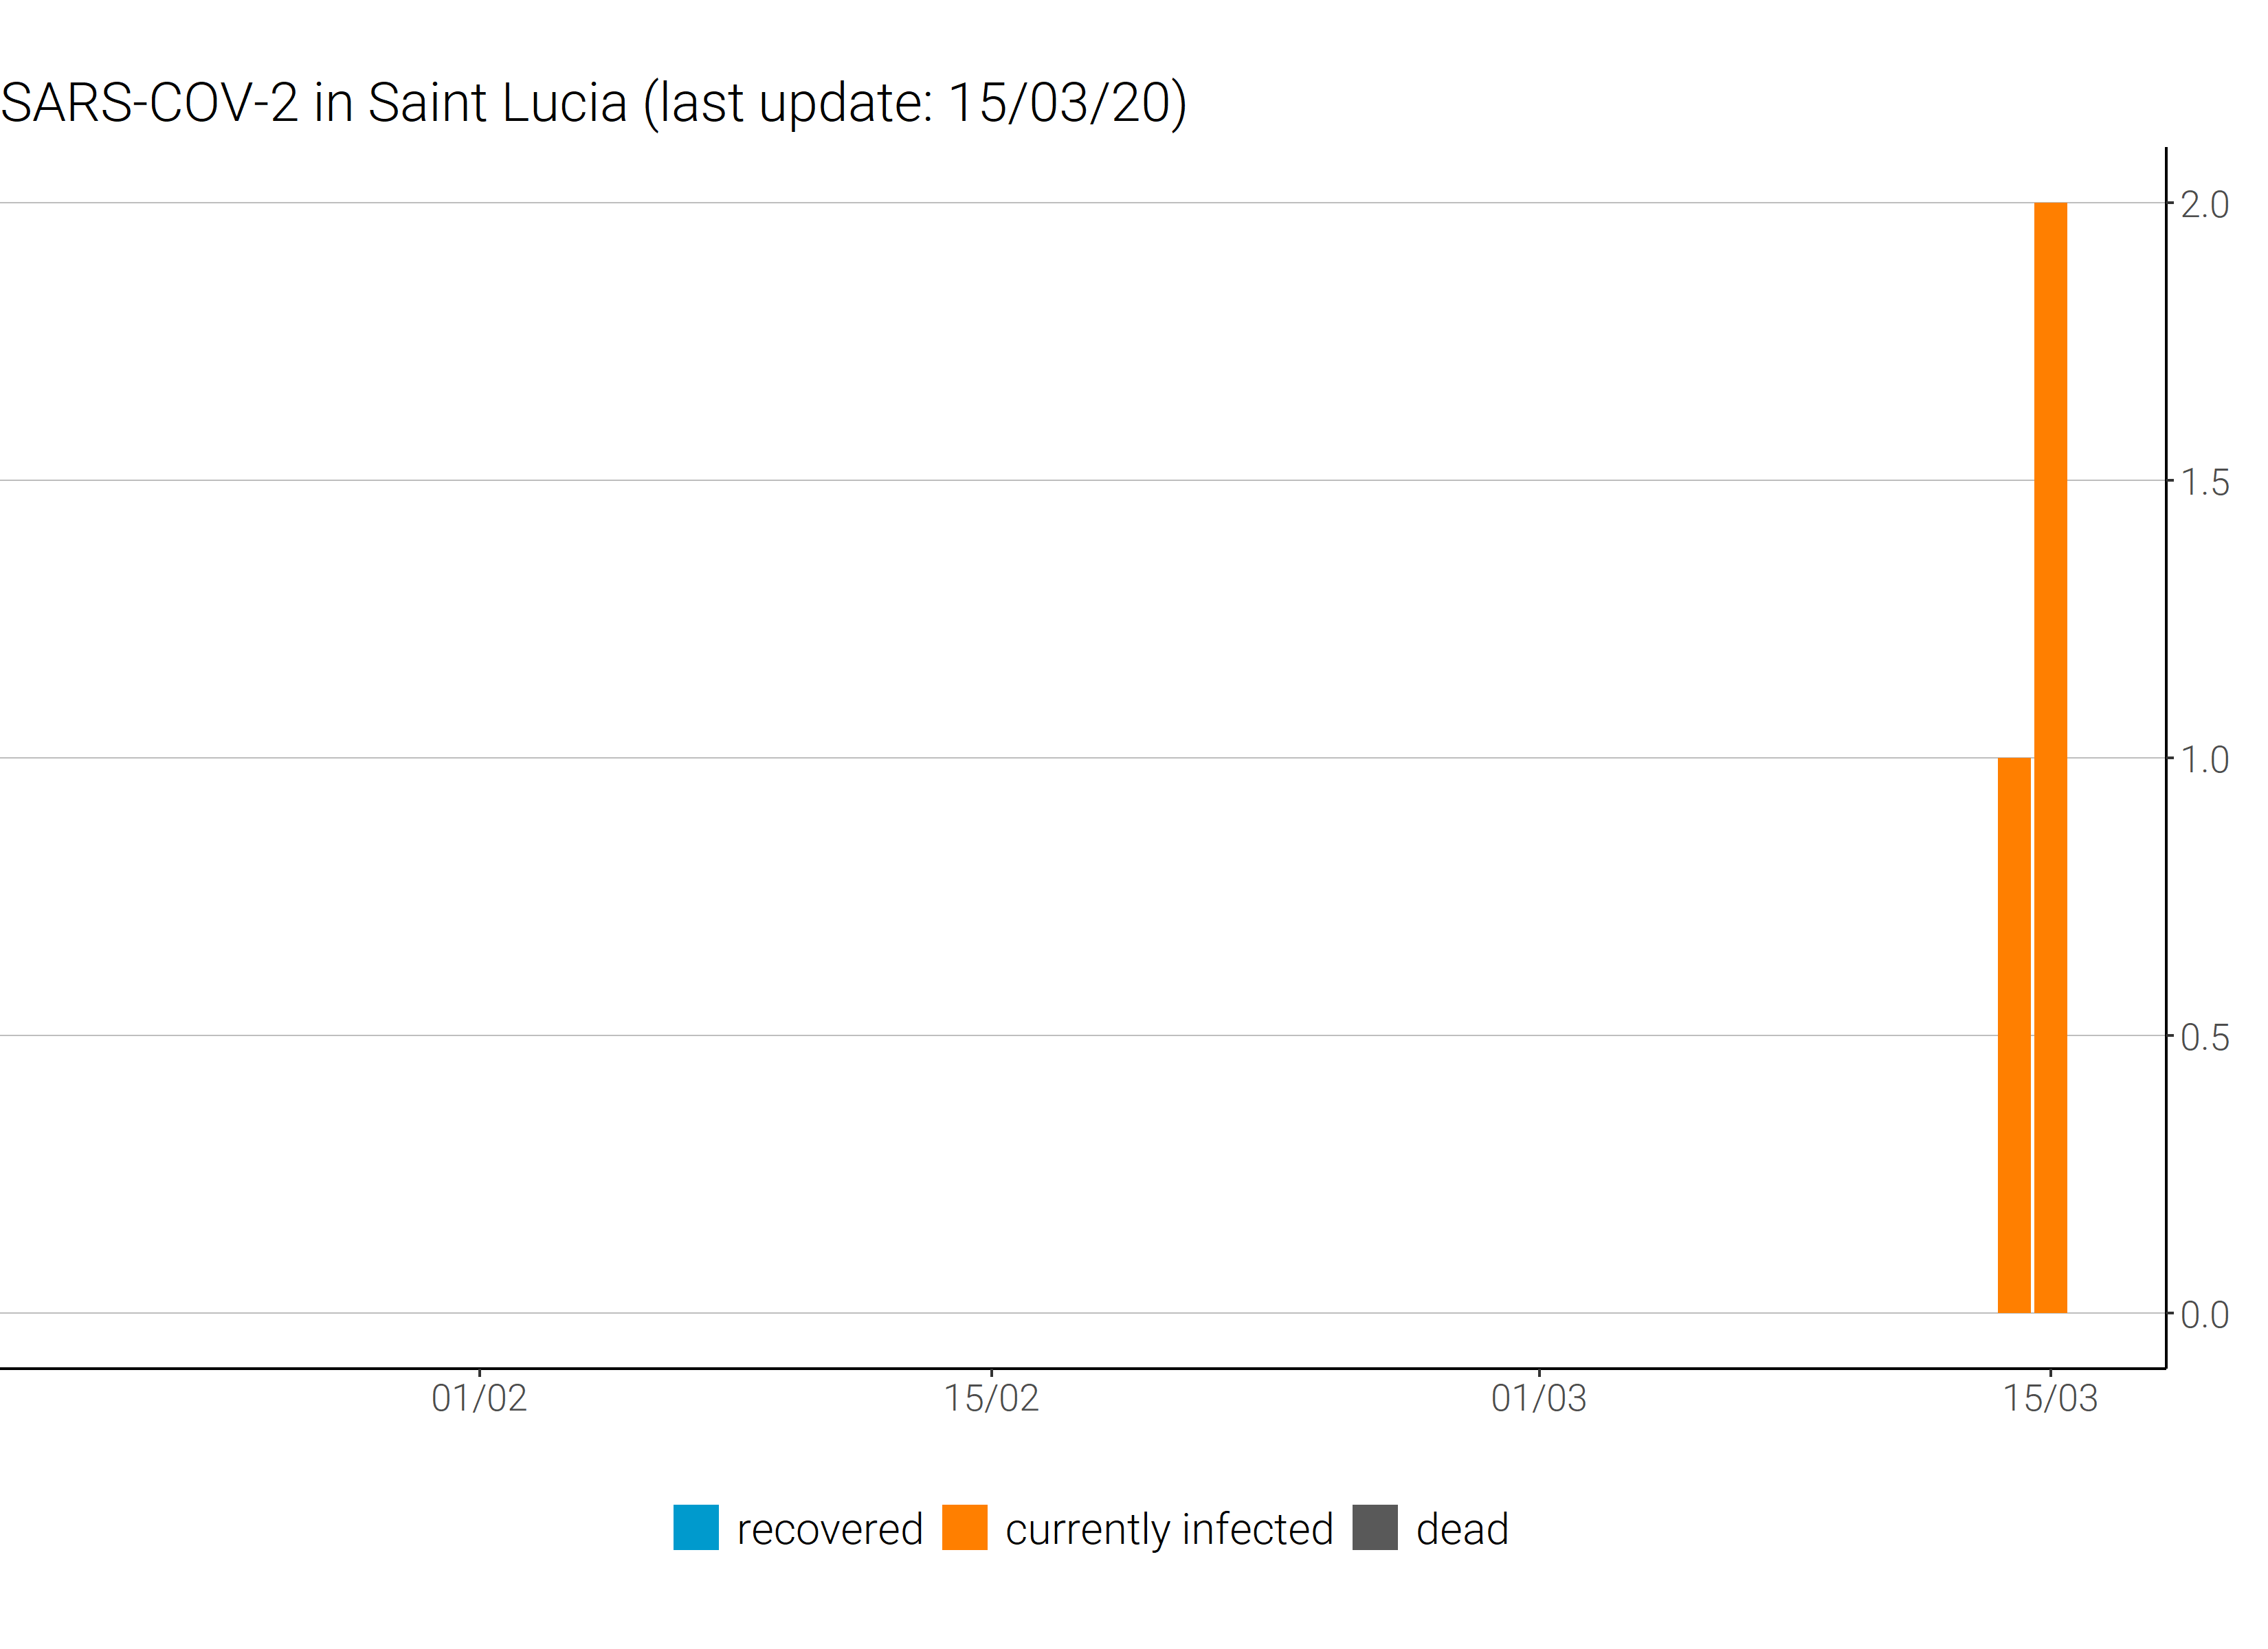 SARS-COV-2 in Saint Lucia (last update: 15/03/20)
2.0
1.5
1.0
0.5
0.0
01/02 15/02 01/03 15/03
recovered currently infected dead